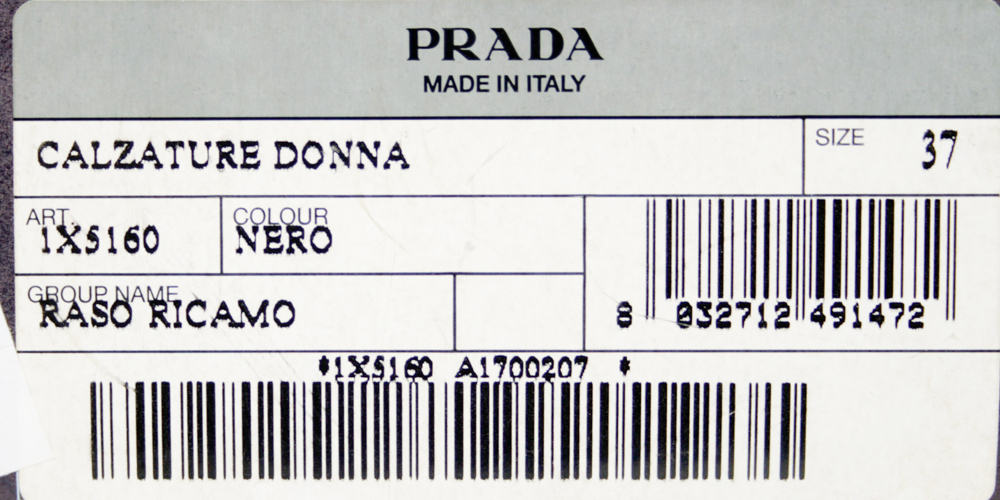 PRADA
MADE IN ITALY
CALZATURE DONNA
SIZE 37
ART. COLOUR
1X5160 NERO
GROUP NAME
RASO RICAMO
8 032712 491472
*1X5160 A1700207 *